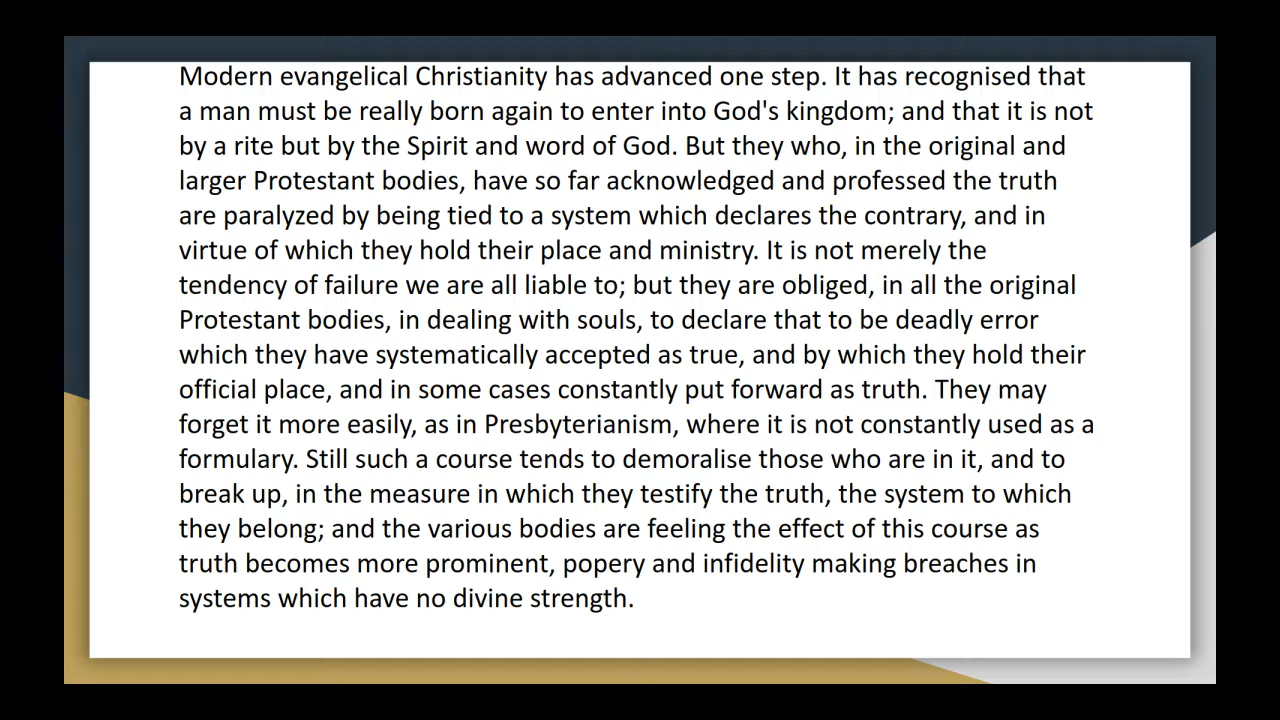 Modern evangelical Christianity has advanced one step. It has recognised that
a man must be really born again to enter into God's kingdom; and that it is not
by a rite but by the Spirit and word of God. But they who, in the original and
larger Protestant bodies, have so far acknowledged and professed the truth
are paralyzed by being tied to a system which declares the contrary, and in
virtue of which they hold their place and ministry. It is not merely the
tendency of failure we are all liable to; but they are obliged, in all the original
Protestant bodies, in dealing with souls, to declare that to be deadly error
which they have systematically accepted as true, and by which they hold their
official place, and in some cases constantly put forward as truth. They may
forget it more easily, as in Presbyterianism, where it is not constantly used as a
formulary. Still such a course tends to demoralise those who are in it, and to
break up, in the measure in which they testify the truth, the system to which
they belong; and the various bodies are feeling the effect of this course as
truth becomes more prominent, popery and infidelity making breaches in
systems which have no divine strength.